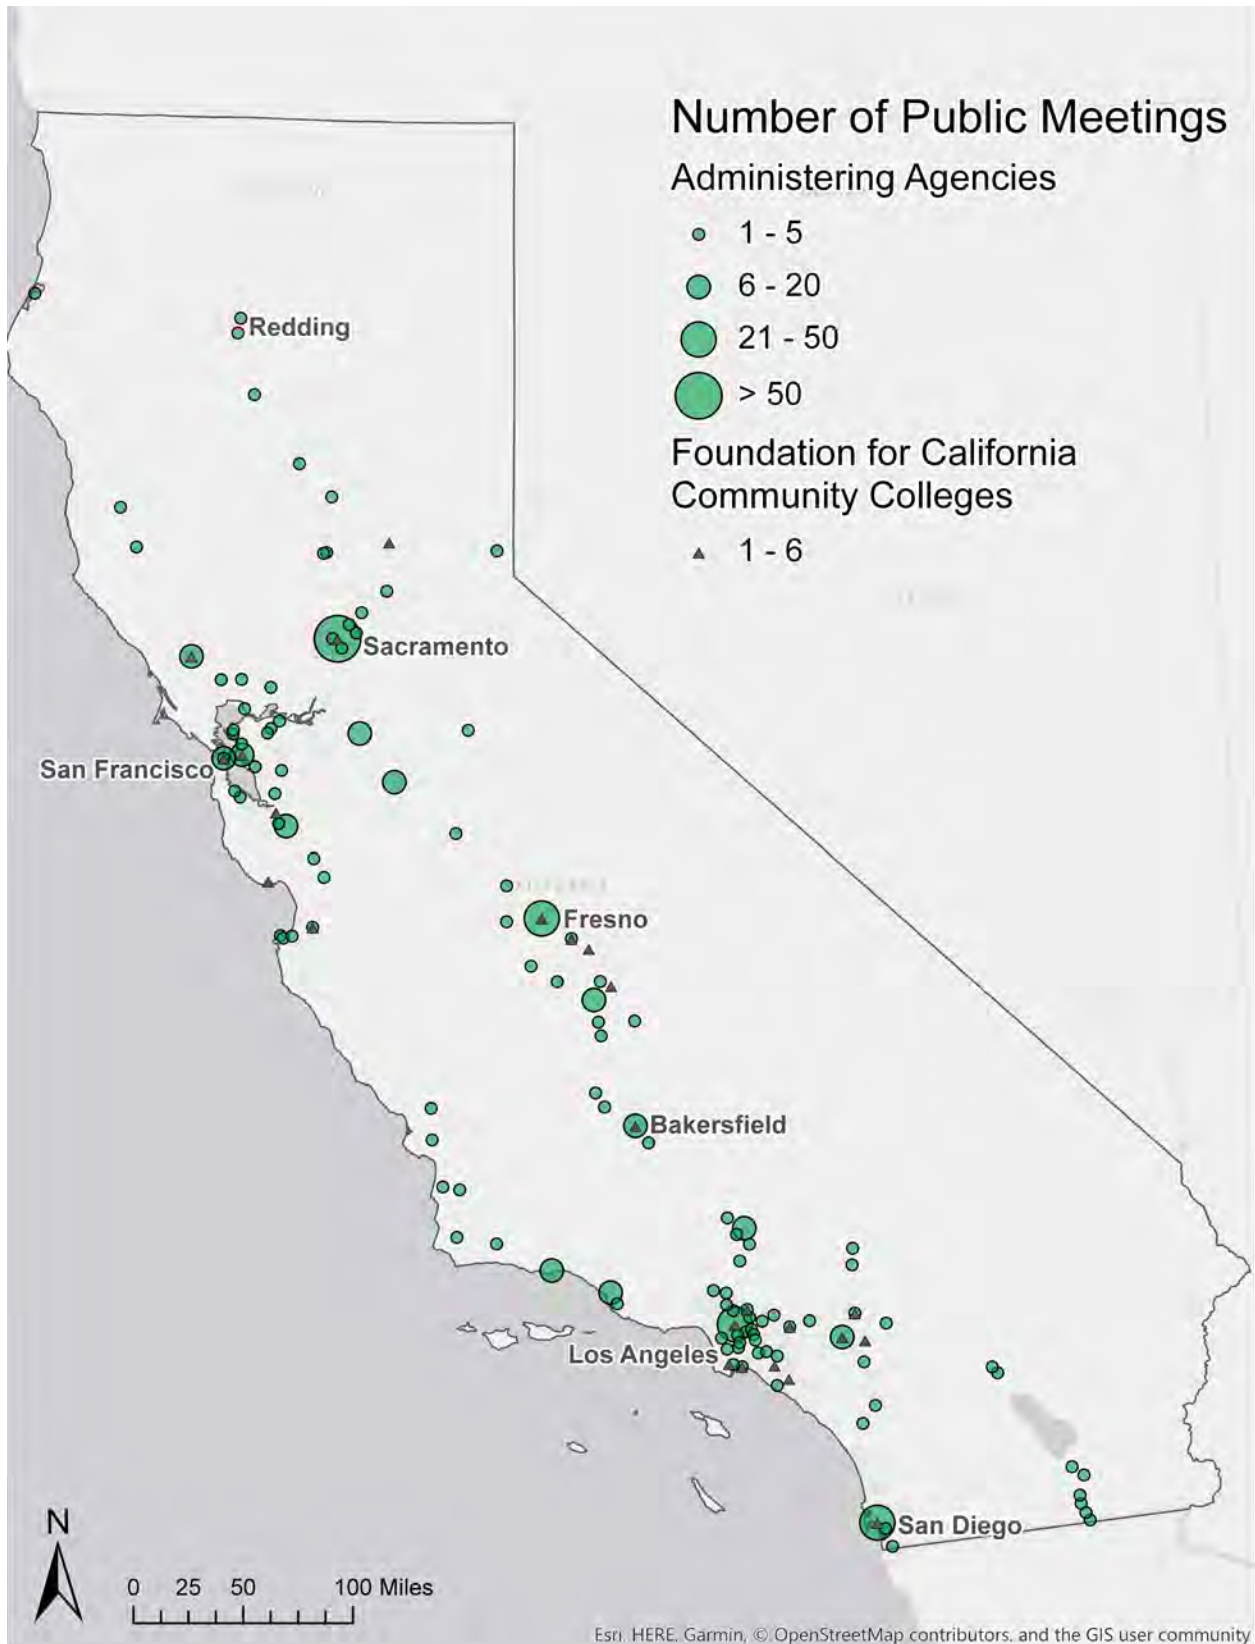 Number of Public Meetings
Administering Agencies
1 - 5
6 - 20
21 - 50
> 50
Foundation for California
Community Colleges
1 - 6
Redding
Sacramento
San Francisco
Fresno
Bakersfield
Los Angeles
San Diego
N
0 25 50 100 Miles
Esri, HERE, Garmin, © OpenStreetMap contributors, and the GIS user community